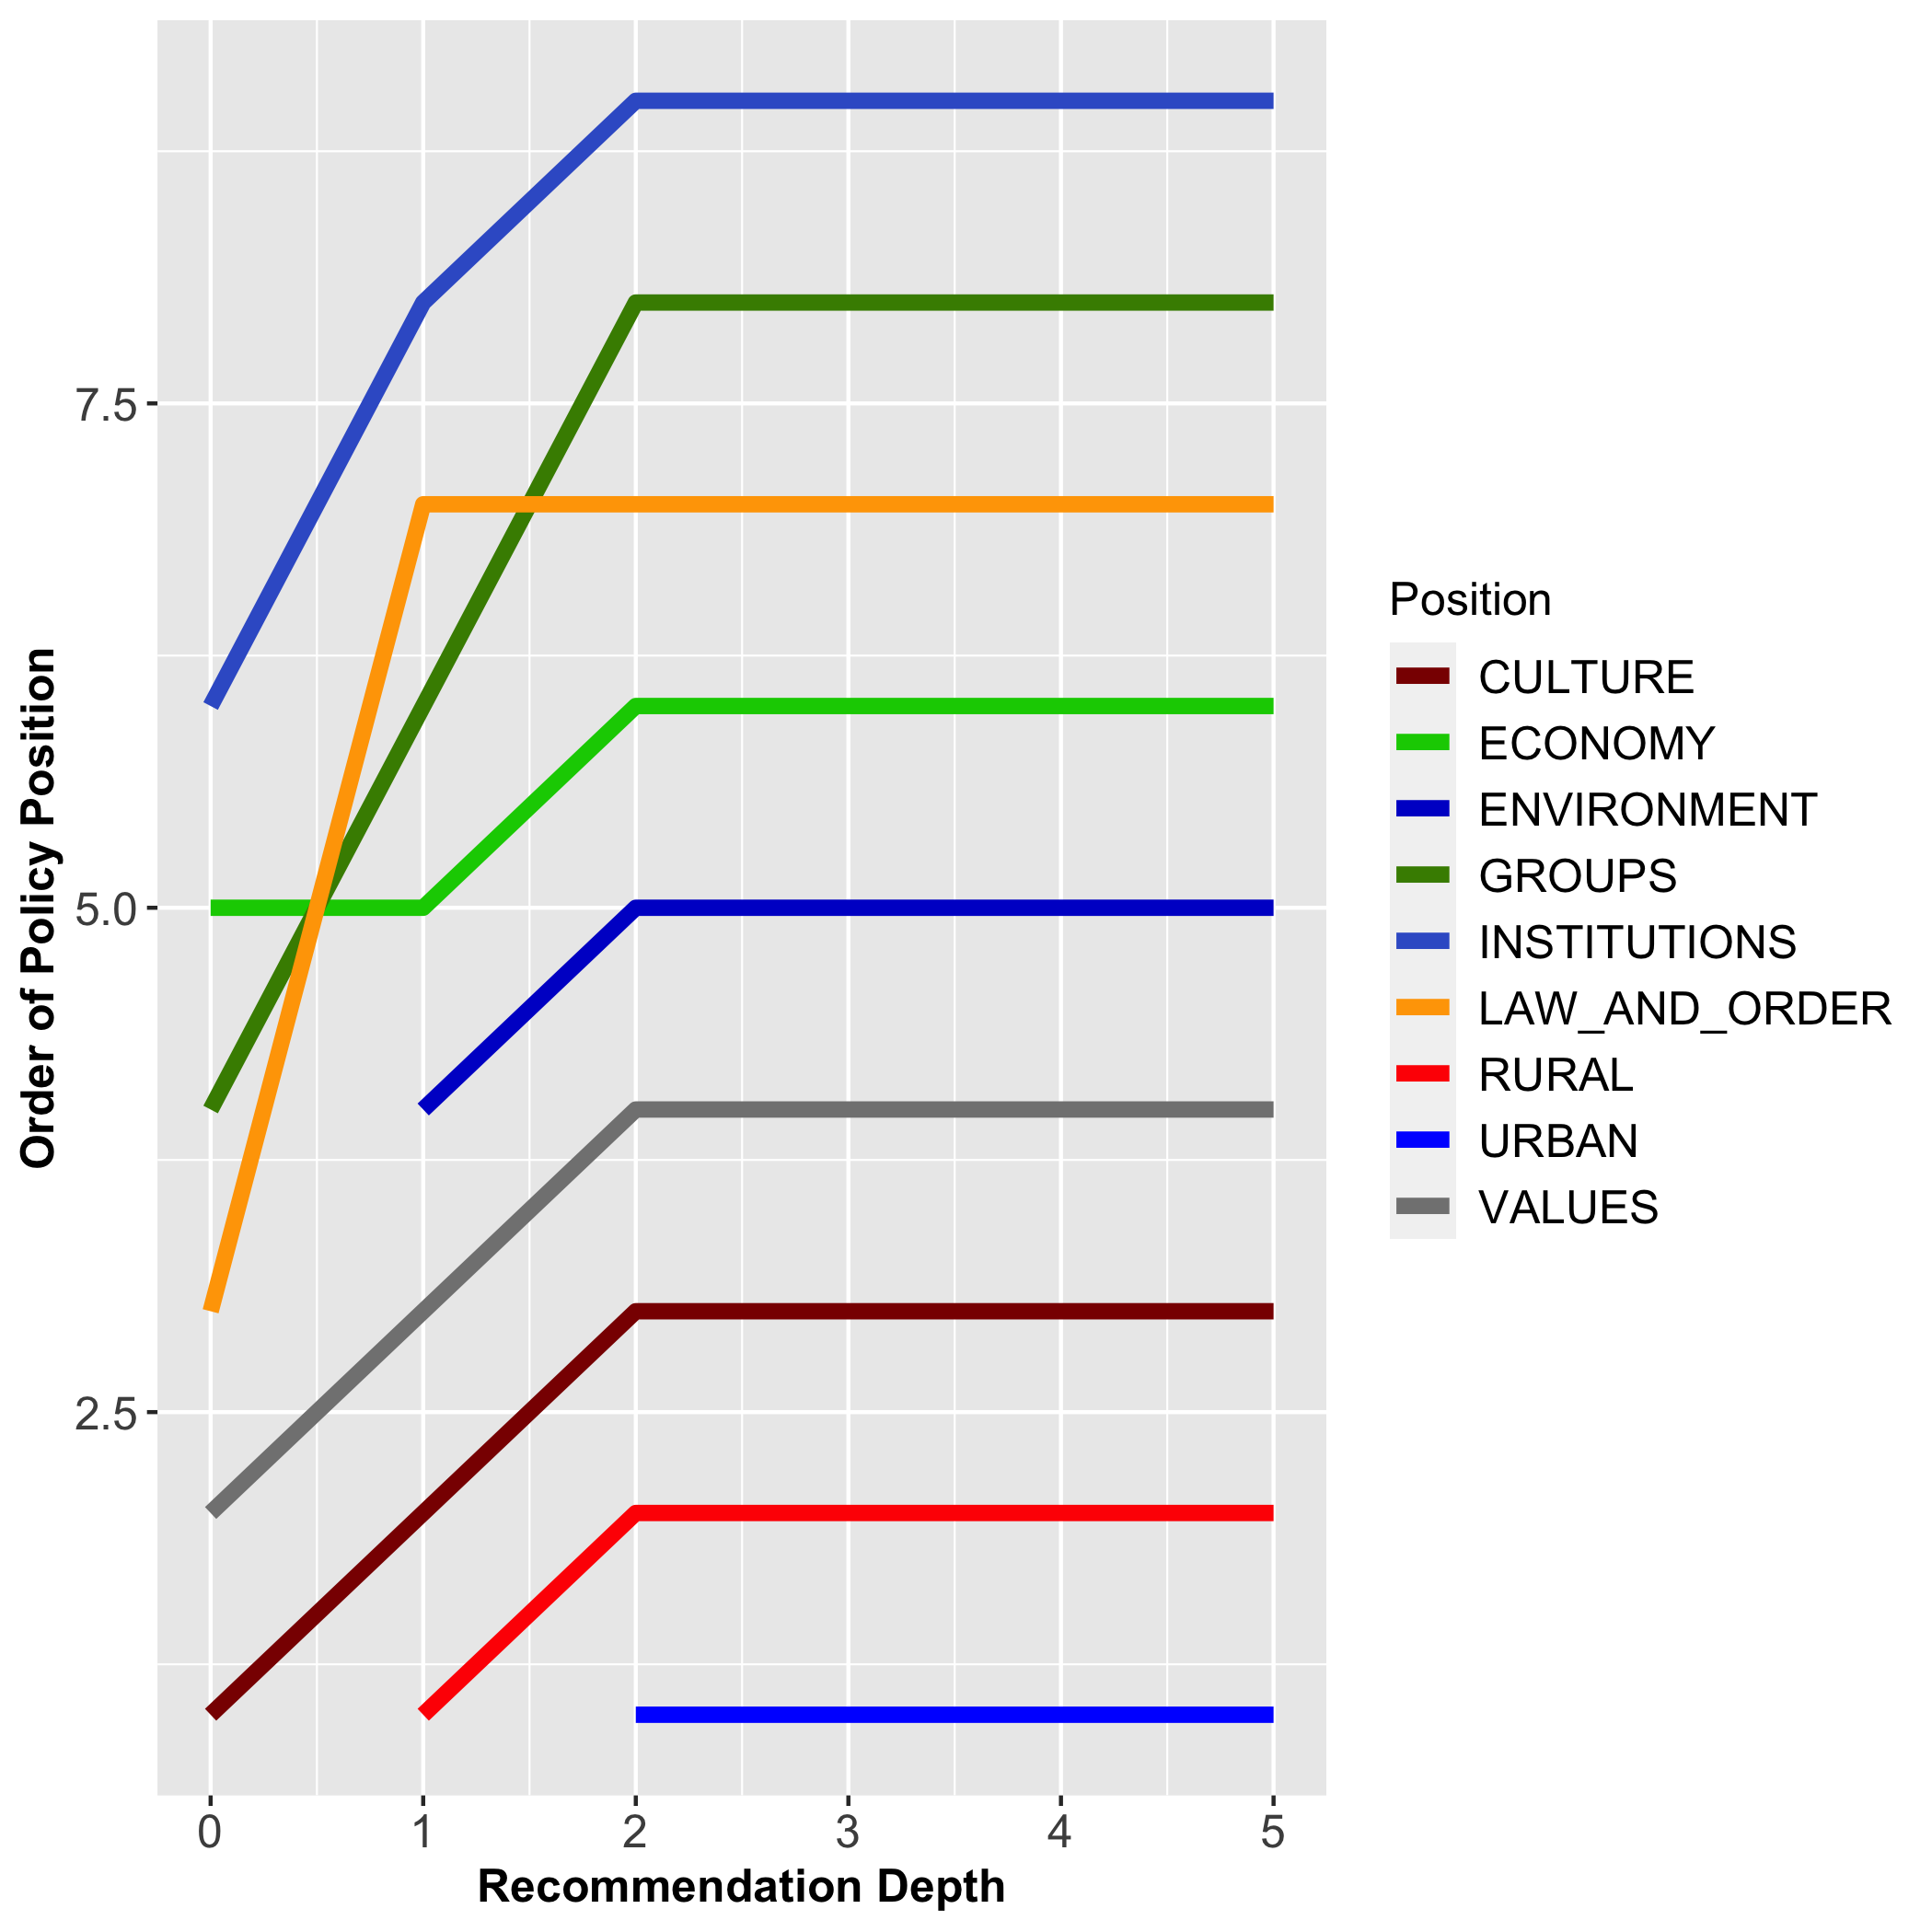 7.5
5.0
2.5
Order of Policy Position
0 1 2 3 4 5
Recommendation Depth
Position
CULTURE
ECONOMY
ENVIRONMENT
GROUPS
INSTITUTIONS
LAW_AND_ORDER
RURAL
URBAN
VALUES